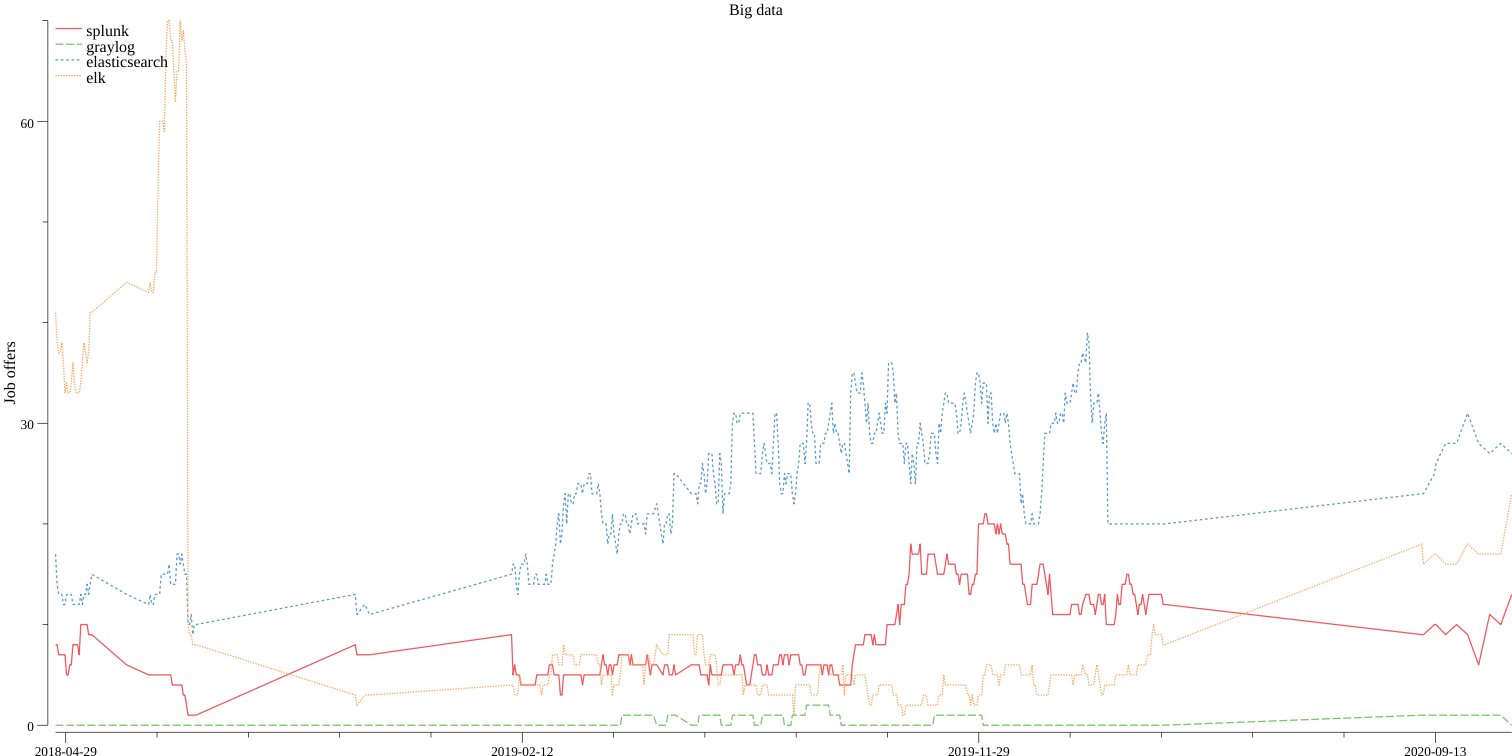 Big data
splunk
graylog
elasticsearch
elk
60
30
0
Job offers
2018-04-29
2019-02-12
2019-11-29
2020-09-13